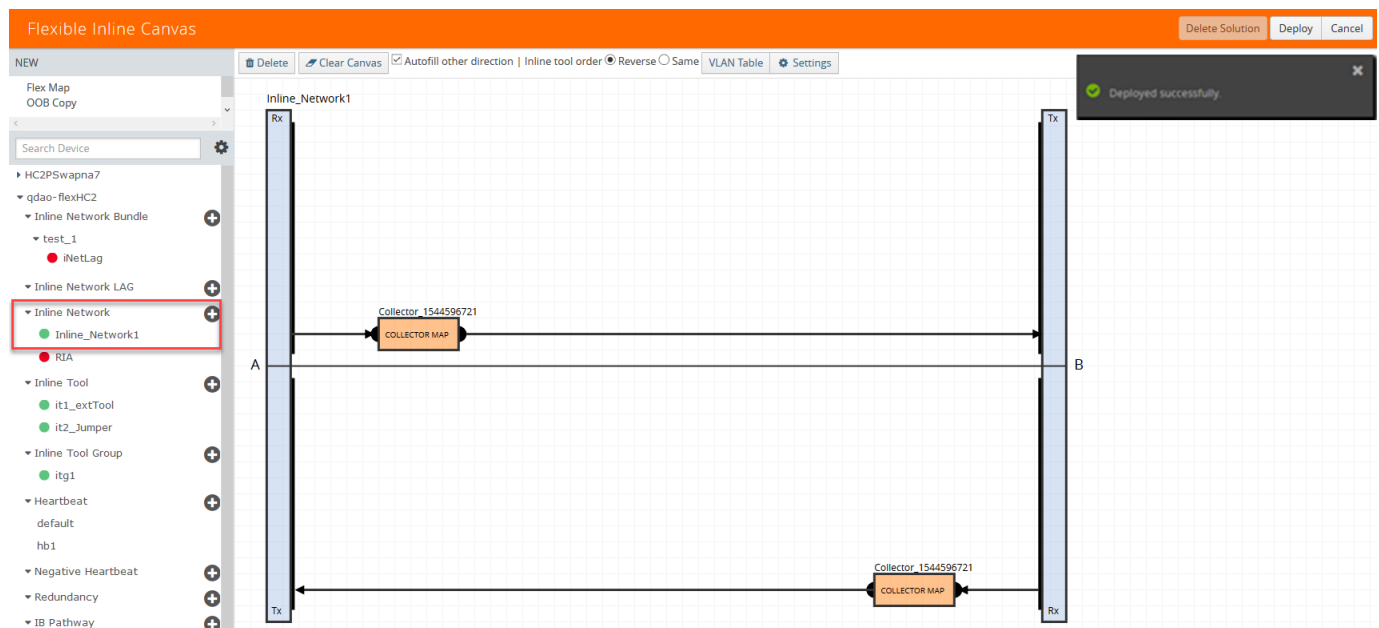 Flexible Inline Canvas
Delete Solution Deploy Cancel
NEW
Flex Map
OOB Copy
Search Device
HC2PSwapna7
qdao-flexHC2
Inline Network Bundle
test_1
iNetLag
Inline Network LAG
Inline Network
Inline_Network1
RIA
Inline Tool
it1_extTool
it2_Jumper
Inline Tool Group
itg1
Heartbeat
default
hb1
Negative Heartbeat
Redundancy
IB Pathway
Delete Clear Canvas Autofill other direction | Inline tool order Reverse Same VLAN Table Settings
Deployed successfully.
Inline_Network1
Rx Tx
Collector_1544596721
COLLECTOR MAP
A B
Collector_1544596721
COLLECTOR MAP
Tx Rx